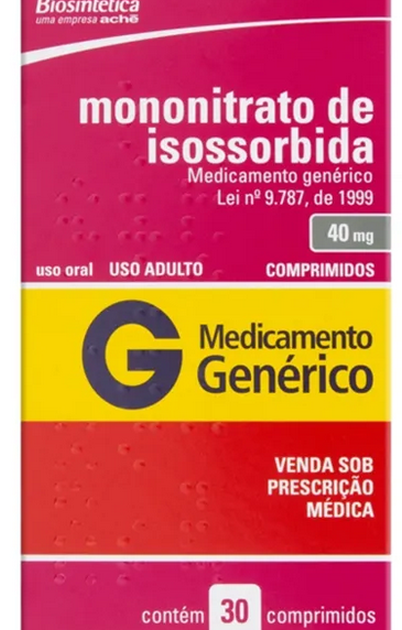 Biosintética
uma empresa achē
mononitrato de
isossorbida
Medicamento genérico
Lei nº 9.787, de 1999
40 mg
uso oral USO ADULTO COMPRIMIDOS
G Medicamento
Genérico
VENDA SOB
PRESCRIÇÃO
MÉDICA
contém 30 comprimidos